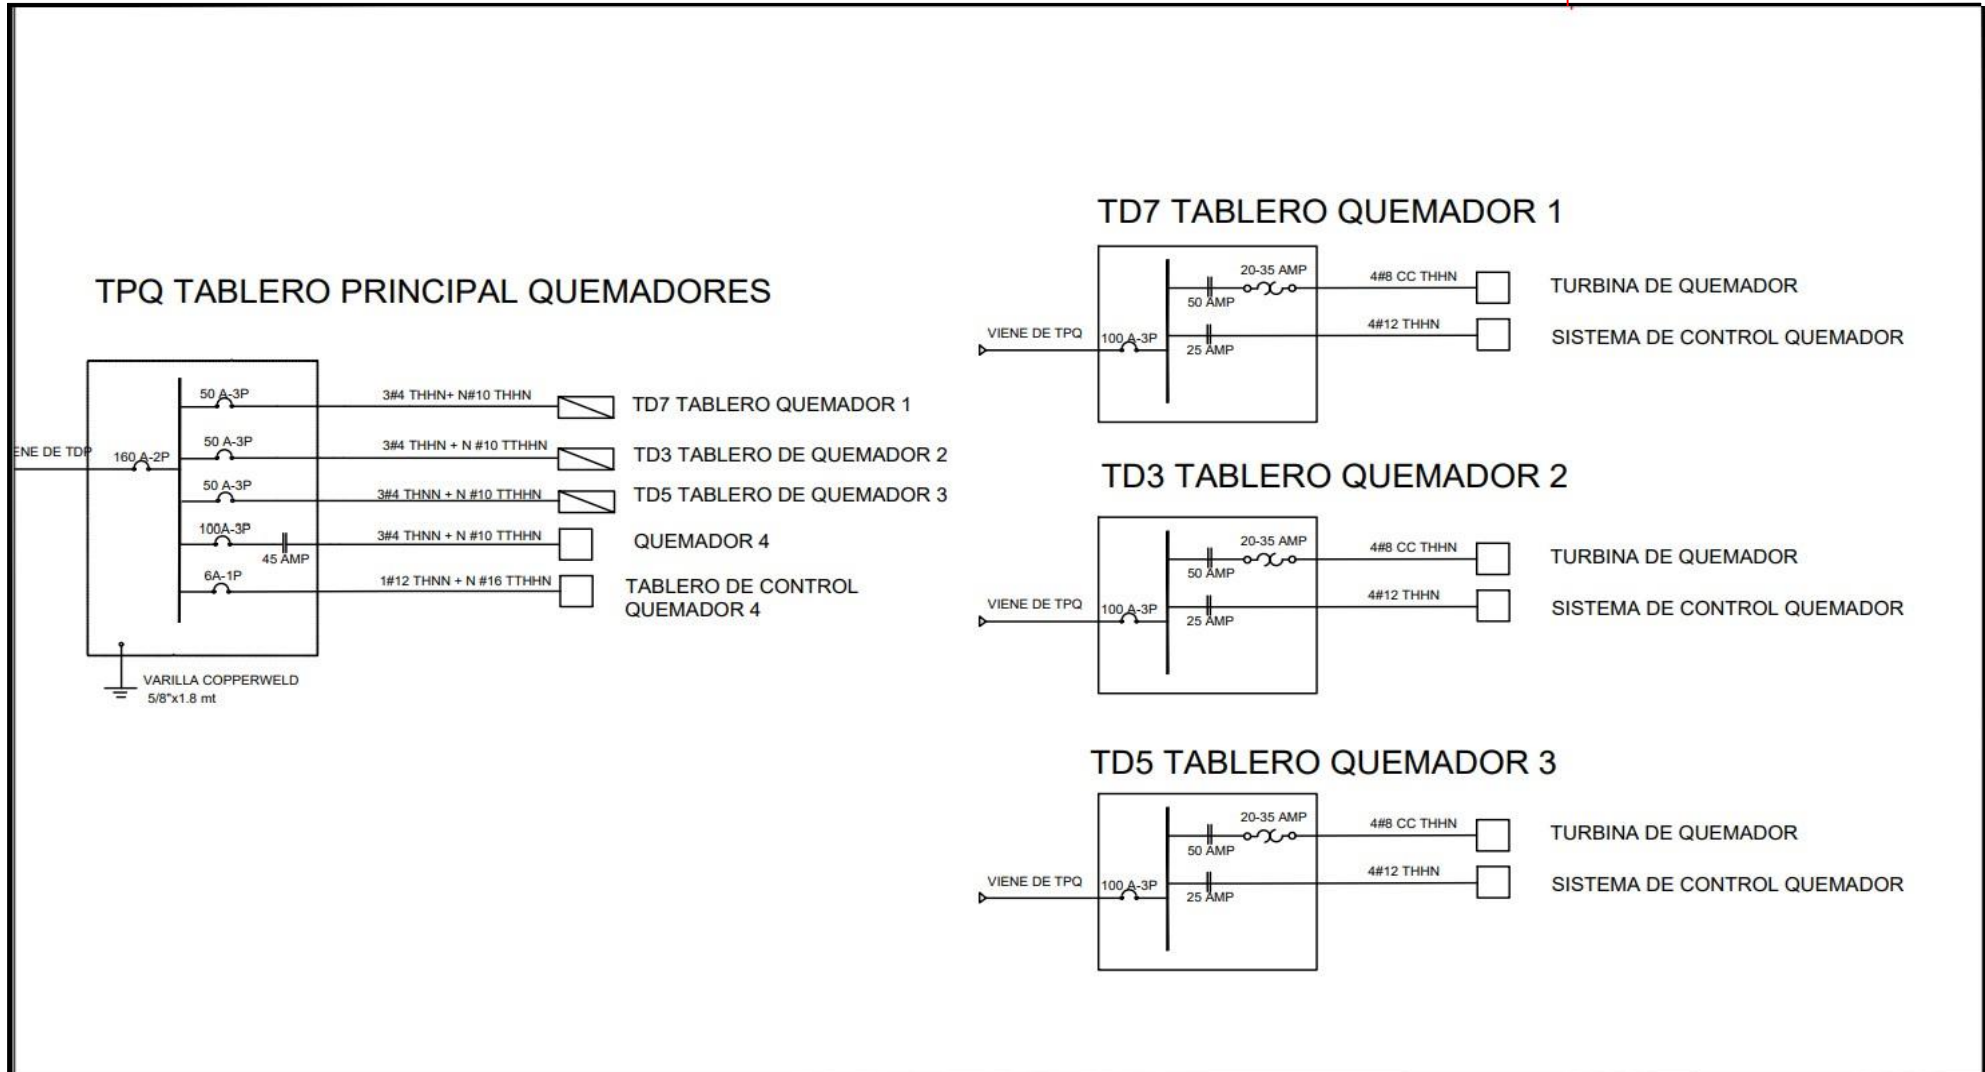 TPQ TABLERO PRINCIPAL QUEMADORES
ENE DE TDP
160 A-2P
50 A-3P
3#4 THHN+ N#10 THHN
TD7 TABLERO QUEMADOR 1
50 A-3P
3#4 THHN + N #10 TTHHN
TD3 TABLERO DE QUEMADOR 2
50 A-3P
3#4 THNN + N #10 TTHHN
TD5 TABLERO DE QUEMADOR 3
100A-3P
45 AMP
3#4 THNN + N #10 TTHHN
QUEMADOR 4
6A-1P
1#12 THNN + N #16 TTHHN
TABLERO DE CONTROL
QUEMADOR 4
VARILLA COPPERWELD
5/8"x1.8 mt
TD7 TABLERO QUEMADOR 1
VIENE DE TPQ
100 A-3P
50 AMP
20-35 AMP
4#8 CC THHN
TURBINA DE QUEMADOR
25 AMP
4#12 THHN
SISTEMA DE CONTROL QUEMADOR
TD3 TABLERO QUEMADOR 2
VIENE DE TPQ
100 A-3P
50 AMP
20-35 AMP
4#8 CC THHN
TURBINA DE QUEMADOR
25 AMP
4#12 THHN
SISTEMA DE CONTROL QUEMADOR
TD5 TABLERO QUEMADOR 3
VIENE DE TPQ
100 A-3P
50 AMP
20-35 AMP
4#8 CC THHN
TURBINA DE QUEMADOR
25 AMP
4#12 THHN
SISTEMA DE CONTROL QUEMADOR